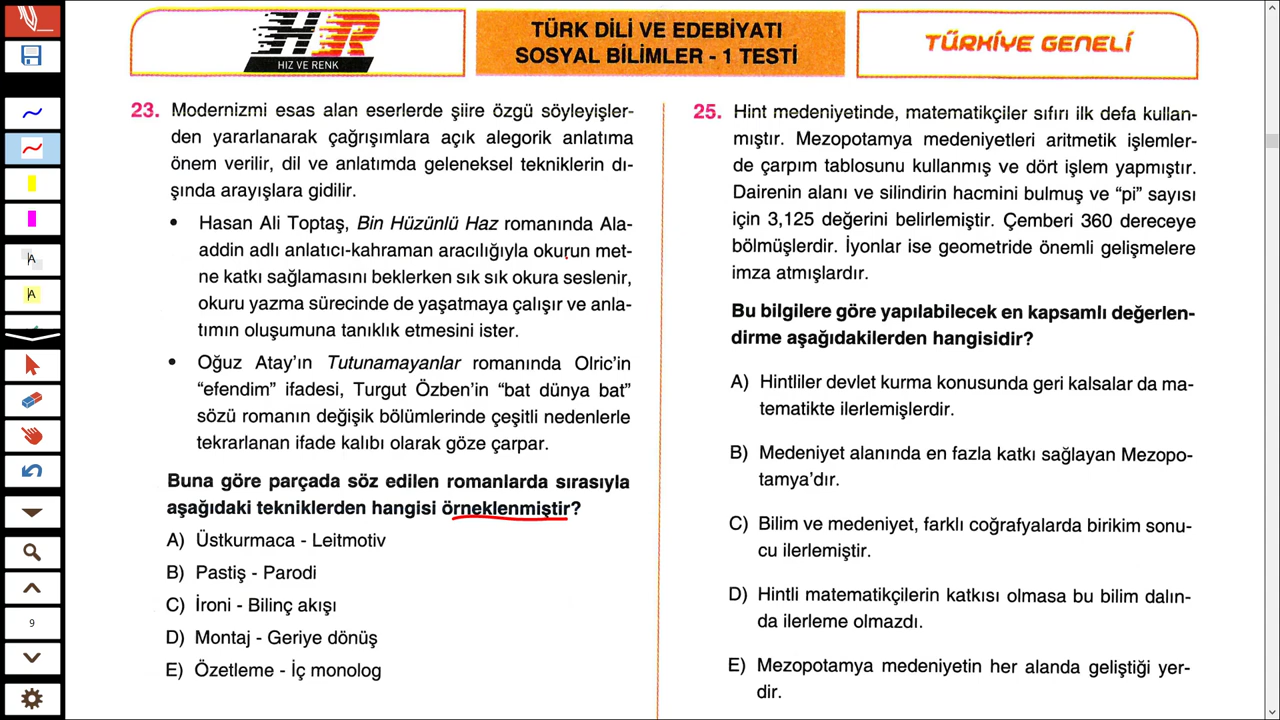 HR
HIZ VE RENK
TÜRK DİLİ VE EDEBİYATI
SOSYAL BİLİMLER - 1 TESTİ
TÜRKİYE GENELİ
23. Modernizmi esas alan eserlerde şiire özgü söyleyişler-
den yararlanarak çağrışımlara açık alegorik anlatıma
önem verilir, dil ve anlatımda geleneksel tekniklerin dı-
şında arayışlara gidilir.
• Hasan Ali Toptaş, Bin Hüzünlü Haz romanında Ala-
addin adlı anlatıcı-kahraman aracılığıyla okurun met-
ne katkı sağlamasını beklerken sık sık okura seslenir,
okuru yazma sürecinde de yaşatmaya çalışır ve anla-
tımın oluşumuna tanıklık etmesini ister.
• Oğuz Atay'ın Tutunamayanlar romanında Olric'in
“efendim” ifadesi, Turgut Özben'in “bat dünya bat”
sözü romanın değişik bölümlerinde çeşitli nedenlerle
tekrarlanan ifade kalıbı olarak göze çarpar.
Buna göre parçada söz edilen romanlarda sırasıyla
aşağıdaki tekniklerden hangisi örneklenmiştir?
A) Üstkurmaca - Leitmotiv
B) Pastiş - Parodi
C) İroni - Bilinç akışı
D) Montaj - Geriye dönüş
E) Özetleme - İç monolog
25. Hint medeniyetinde, matematikçiler sıfırı ilk defa kullan-
mıştır. Mezopotamya medeniyetleri aritmetik işlemler-
de çarpım tablosunu kullanmış ve dört işlem yapmıştır.
Dairenin alanı ve silindirin hacmini bulmuş ve “pi” sayısı
için 3,125 değerini belirlemiştir. Çemberi 360 dereceye
bölmüşlerdir. İyonlar ise geometride önemli gelişmelere
imza atmışlardır.
Bu bilgilere göre yapılabilecek en kapsamlı değerlen-
dirme aşağıdakilerden hangisidir?
A) Hintliler devlet kurma konusunda geri kalsalar da ma-
tematikte ilerlemişlerdir.
B) Medeniyet alanında en fazla katkı sağlayan Mezopo-
tamya'dır.
C) Bilim ve medeniyet, farklı coğrafyalarda birikim sonu-
cu ilerlemiştir.
D) Hintli matematikçilerin katkısı olmasa bu bilim dalın-
da ilerleme olmazdı.
E) Mezopotamya medeniyetin her alanda geliştiği yer-
dir.
A
A
9